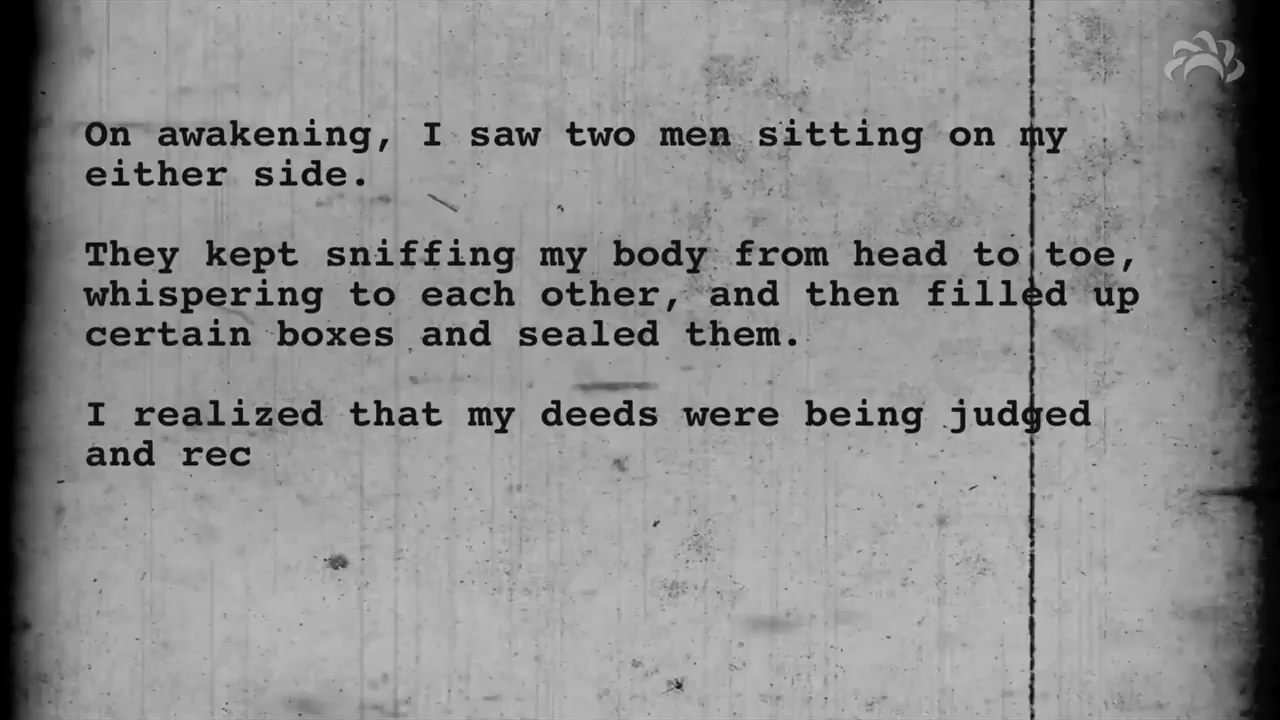 On awakening, I saw two men sitting on my
either side.
They kept sniffing my body from head to toe,
whispering to each other, and then filled up
certain boxes and sealed them.
I realized that my deeds were being judged
and rec